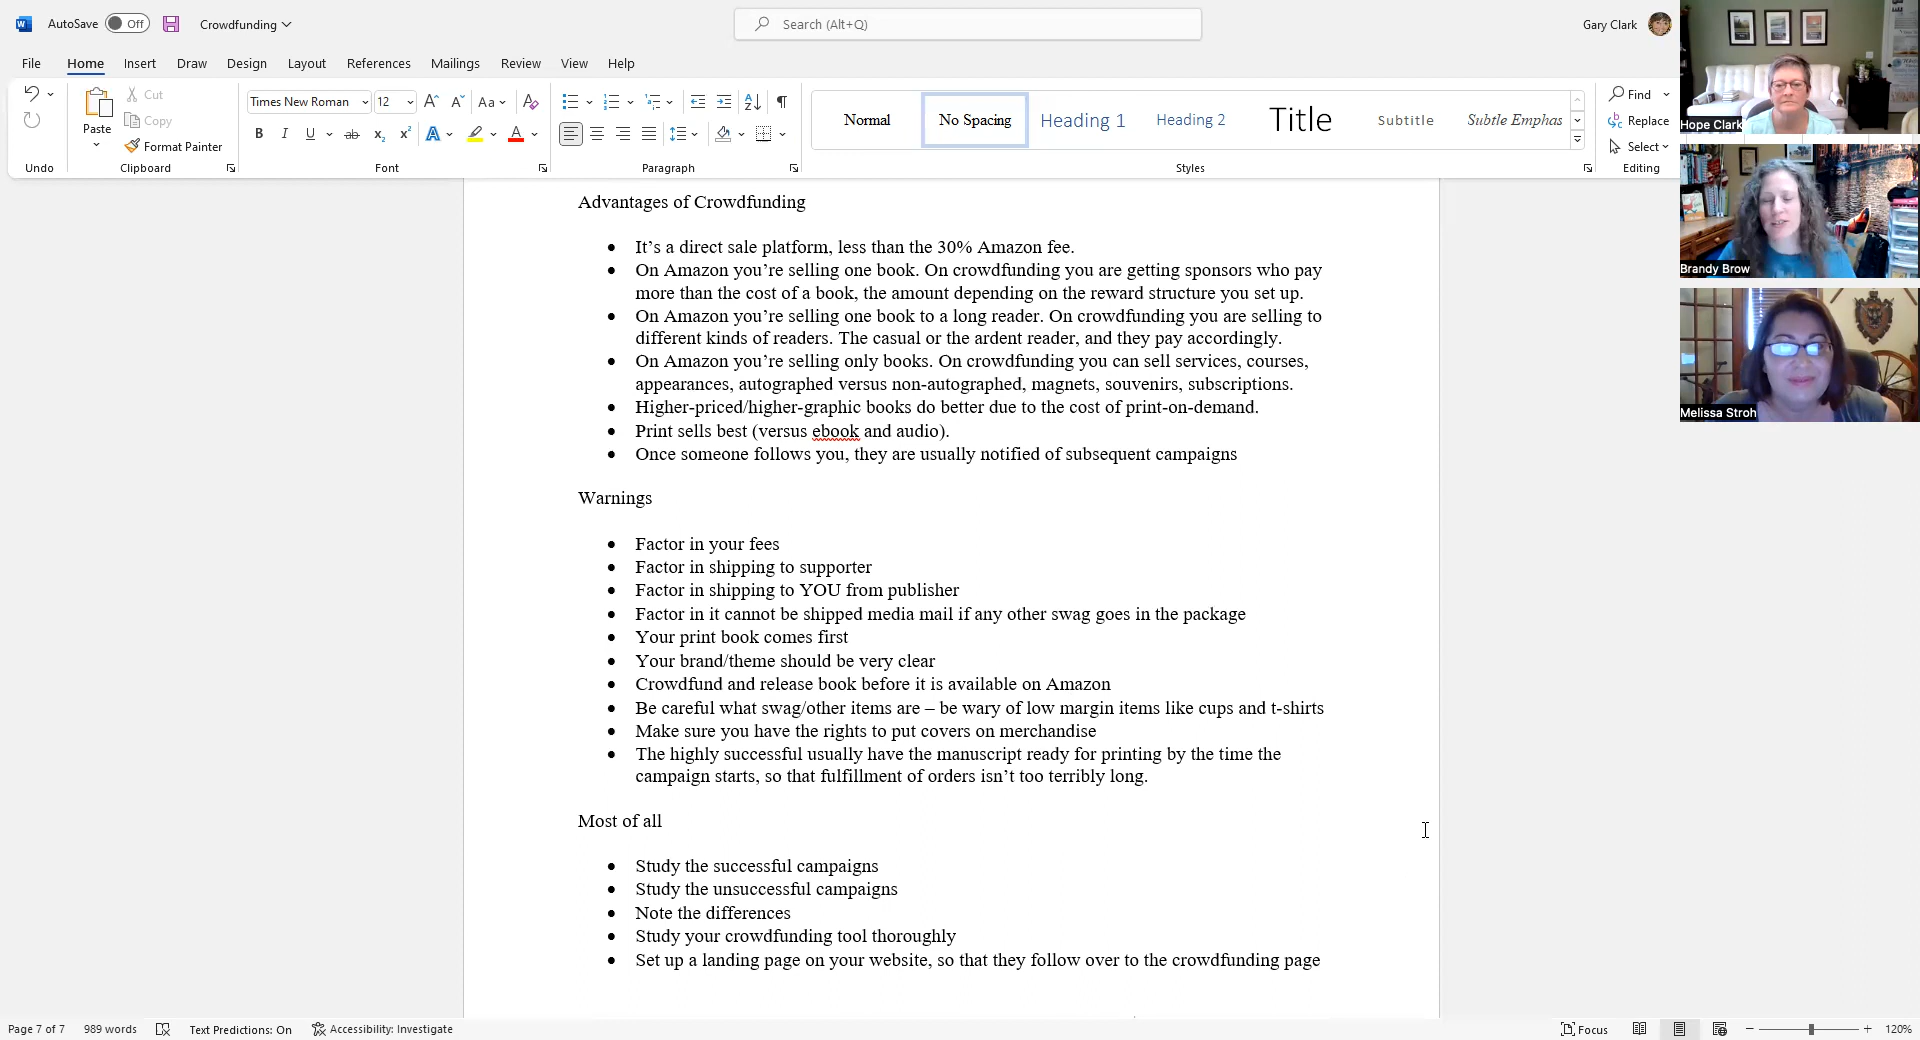 AutoSave Off Crowdfunding Search (Alt+Q) Gary Clark
File Home Insert Draw Design Layout References Mailings Review View Help
Paste Cut Copy Format Painter
Times New Roman 12 Aa
B I U ab x₂ x² A A
Normal No Spacing Heading 1 Heading 2 Title Subtitle Subtle Emphas
Find Replace Select
Undo Clipboard Font Paragraph Styles Editing
Hope Clark
Brandy Brow
Melissa Stroh
Advantages of Crowdfunding
• It’s a direct sale platform, less than the 30% Amazon fee.
• On Amazon you’re selling one book. On crowdfunding you are getting sponsors who pay
more than the cost of a book, the amount depending on the reward structure you set up.
• On Amazon you’re selling one book to a long reader. On crowdfunding you are selling to
different kinds of readers. The casual or the ardent reader, and they pay accordingly.
• On Amazon you’re selling only books. On crowdfunding you can sell services, courses,
appearances, autographed versus non-autographed, magnets, souvenirs, subscriptions.
• Higher-priced/higher-graphic books do better due to the cost of print-on-demand.
• Print sells best (versus ebook and audio).
• Once someone follows you, they are usually notified of subsequent campaigns
Warnings
• Factor in your fees
• Factor in shipping to supporter
• Factor in shipping to YOU from publisher
• Factor in it cannot be shipped media mail if any other swag goes in the package
• Your print book comes first
• Your brand/theme should be very clear
• Crowdfund and release book before it is available on Amazon
• Be careful what swag/other items are – be wary of low margin items like cups and t-shirts
• Make sure you have the rights to put covers on merchandise
• The highly successful usually have the manuscript ready for printing by the time the
campaign starts, so that fulfillment of orders isn’t too terribly long.
Most of all
• Study the successful campaigns
• Study the unsuccessful campaigns
• Note the differences
• Study your crowdfunding tool thoroughly
• Set up a landing page on your website, so that they follow over to the crowdfunding page
Page 7 of 7 989 words Text Predictions: On Accessibility: Investigate Focus 120%